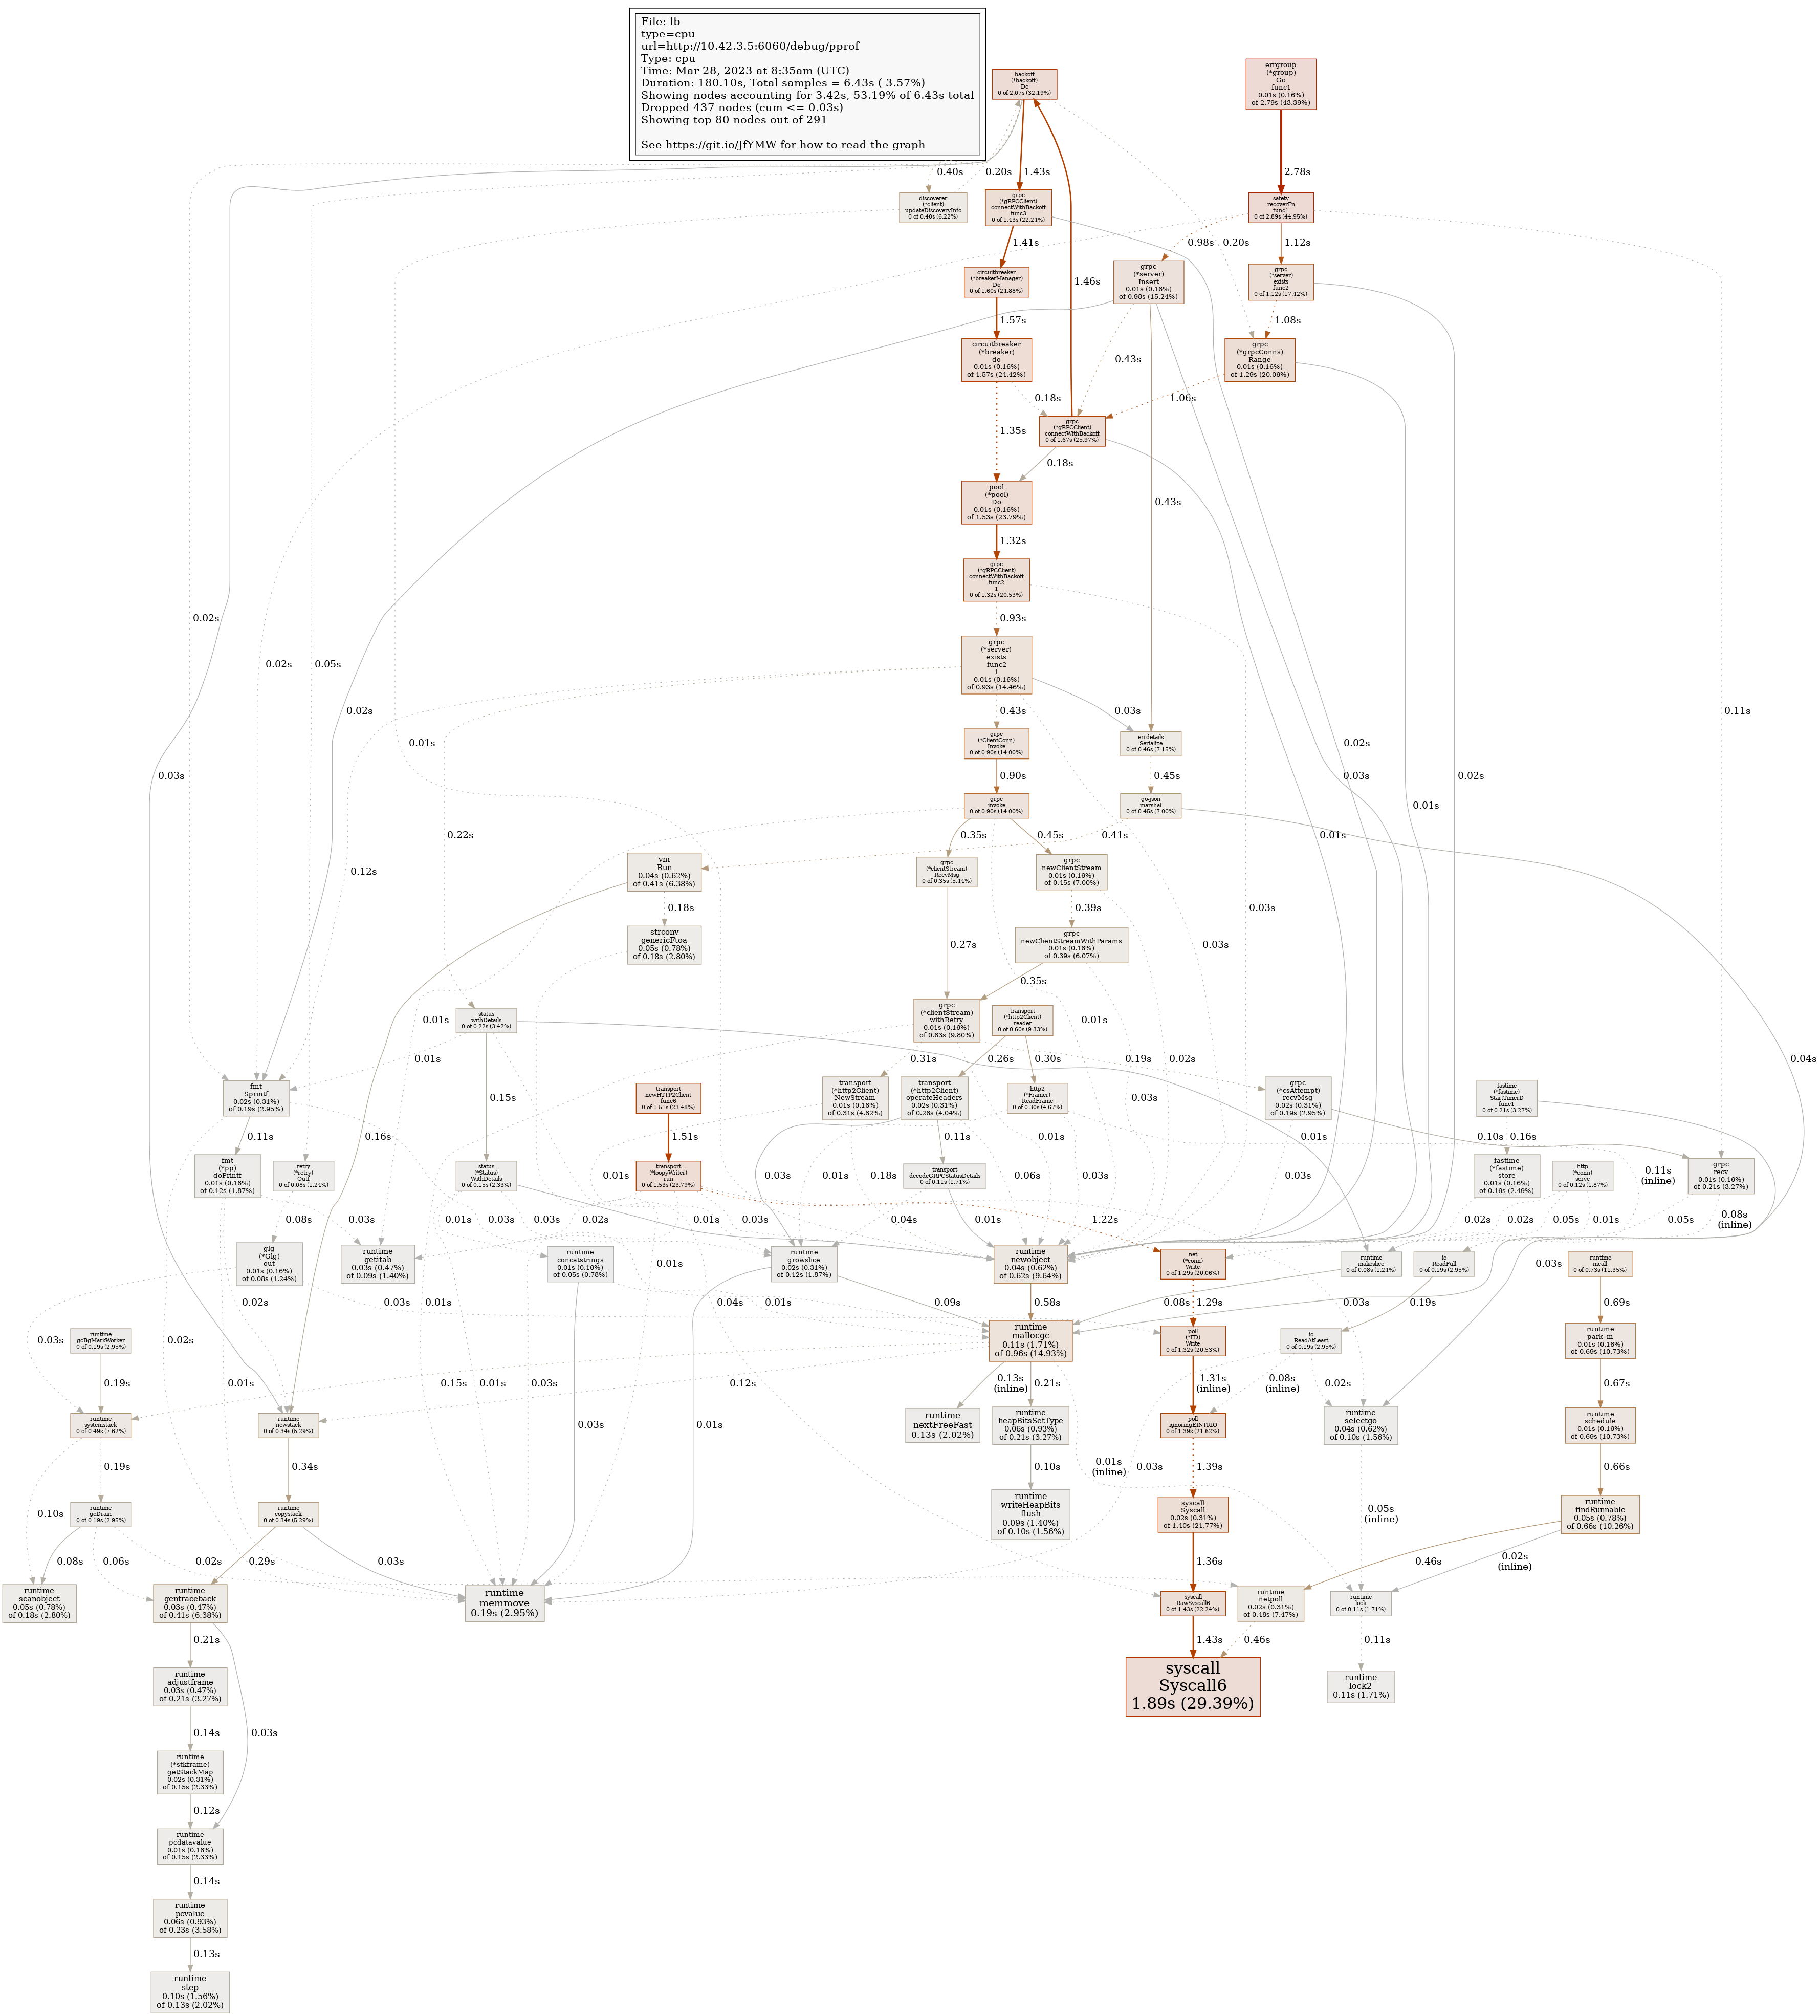 File: lb
type=cpu
url=http://10.42.3.5:6060/debug/pprof
Type: cpu
Time: Mar 28, 2023 at 8:35am (UTC)
Duration: 180.10s, Total samples = 6.43s ( 3.57%)
Showing nodes accounting for 3.42s, 53.19% of 6.43s total
Dropped 437 nodes (cum <= 0.03s)
Showing top 80 nodes out of 291
See https://git.io/JfYMW for how to read the graph
backoff
(*backoff)
Do
0 of 2.07s (32.19%)
errgroup
(*group)
Go
func1
0.01s (0.16%)
of 2.79s (43.39%)
0.40s
0.20s
1.43s
2.78s
discoverer
(*client)
updateDiscoveryInfo
0 of 0.40s (6.22%)
grpc
(*gRPCClient)
connectWithBackoff
func3
0 of 1.43s (22.24%)
safety
recoverFn
func1
0 of 2.89s (44.95%)
1.41s
0.98s
0.20s
1.12s
circuitbreaker
(*breakerManager)
Do
0 of 1.60s (24.88%)
1.46s
grpc
(*server)
Insert
0.01s (0.16%)
of 0.98s (15.24%)
grpc
(*server)
exists
func2
0 of 1.12s (17.42%)
1.57s
1.08s
circuitbreaker
(*breaker)
do
0.01s (0.16%)
of 1.57s (24.42%)
0.43s
grpc
(*grpcConns)
Range
0.01s (0.16%)
of 1.29s (20.06%)
0.18s
1.06s
1.35s
grpc
(*gRPCClient)
connectWithBackoff
0 of 1.67s (25.97%)
0.18s
pool
(*pool)
Do
0.01s (0.16%)
of 1.53s (23.79%)
0.43s
1.32s
grpc
(*gRPCClient)
connectWithBackoff
func2
1
0 of 1.32s (20.53%)
0.02s
0.93s
0.02s
0.05s
grpc
(*server)
exists
func2
1
0.01s (0.16%)
of 0.93s (14.46%)
0.02s
0.43s
0.03s
0.11s
0.01s
grpc
(*ClientConn)
Invoke
0 of 0.90s (14.00%)
errdetails
Serialize
0 of 0.46s (7.15%)
0.02s
0.03s
0.90s
0.45s
0.03s
0.02s
grpc
invoke
0 of 0.90s (14.00%)
go-json
marshal
0 of 0.45s (7.00%)
0.01s
0.22s
0.35s
0.45s
0.41s
0.01s
vm
Run
0.04s (0.62%)
of 0.41s (6.38%)
grpc
(*clientStream)
RecvMsg
0 of 0.35s (5.44%)
grpc
newClientStream
0.01s (0.16%)
of 0.45s (7.00%)
0.12s
0.18s
0.39s
0.03s
strconv
genericFtoa
0.05s (0.78%)
of 0.18s (2.80%)
0.27s
grpc
newClientStreamWithParams
0.01s (0.16%)
of 0.39s (6.07%)
0.03s
0.35s
status
withDetails
0 of 0.22s (3.42%)
grpc
(*clientStream)
withRetry
0.01s (0.16%)
of 0.63s (9.80%)
transport
(*http2Client)
reader
0 of 0.60s (9.33%)
0.01s
0.01s
0.02s
0.01s
0.31s
0.26s
0.30s
0.19s
0.04s
fmt
Sprintf
0.02s (0.31%)
of 0.19s (2.95%)
0.15s
transport
newHTTP2Client
func6
0 of 1.51s (23.48%)
transport
(*http2Client)
NewStream
0.01s (0.16%)
of 0.31s (4.82%)
transport
(*http2Client)
operateHeaders
0.02s (0.31%)
of 0.26s (4.04%)
http2
(*Framer)
ReadFrame
0 of 0.30s (4.67%)
0.03s
grpc
(*csAttempt)
recvMsg
0.02s (0.31%)
of 0.19s (2.95%)
fastime
(*fastime)
StartTimerD
func1
0 of 0.21s (3.27%)
0.11s
0.16s
1.51s
0.11s
0.01s
0.01s
0.10s
0.16s
fmt
(*pp)
doPrintf
0.01s (0.16%)
of 0.12s (1.87%)
retry
(*retry)
Outf
0 of 0.08s (1.24%)
status
(*Status)
WithDetails
0 of 0.15s (2.33%)
0.01s
transport
(*loopyWriter)
run
0 of 1.53s (23.79%)
0.03s
0.01s
0.18s
transport
decodeGRPCStatusDetails
0 of 0.11s (1.71%)
0.06s
0.03s
0.03s
0.11s
(inline)
fastime
(*fastime)
store
0.01s (0.16%)
of 0.16s (2.49%)
http
(*conn)
serve
0 of 0.12s (1.87%)
grpc
recv
0.01s (0.16%)
of 0.21s (3.27%)
0.08s
0.03s
0.01s
0.03s
0.03s
0.02s
0.01s
0.03s
0.04s
0.01s
1.22s
0.02s
0.02s
0.05s
0.01s
0.05s
0.08s
(inline)
glg
(*Glg)
out
0.01s (0.16%)
of 0.08s (1.24%)
runtime
getitab
0.03s (0.47%)
of 0.09s (1.40%)
runtime
concatstrings
0.01s (0.16%)
of 0.05s (0.78%)
0.01s
runtime
growslice
0.02s (0.31%)
of 0.12s (1.87%)
runtime
newobject
0.04s (0.62%)
of 0.62s (9.64%)
net
(*conn)
Write
0 of 1.29s (20.06%)
runtime
makeslice
0 of 0.08s (1.24%)
io
ReadFull
0 of 0.19s (2.95%)
runtime
mcall
0 of 0.73s (11.35%)
0.03s
0.02s
0.03s
0.01s
0.04s
0.01s
0.09s
0.58s
1.29s
0.08s
0.03s
0.19s
0.03s
0.69s
runtime
gcBgMarkWorker
0 of 0.19s (2.95%)
runtime
mallocgc
0.11s (1.71%)
of 0.96s (14.93%)
poll
(*FD)
Write
0 of 1.32s (20.53%)
io
ReadAtLeast
0 of 0.19s (2.95%)
runtime
park_m
0.01s (0.16%)
of 0.69s (10.73%)
0.02s
0.19s
0.01s
0.15s
0.01s
0.03s
0.12s
0.03s
0.01s
0.13s
(inline)
0.21s
1.31s
(inline)
0.08s
(inline)
0.02s
0.67s
runtime
systemstack
0 of 0.49s (7.62%)
runtime
newstack
0 of 0.34s (5.29%)
runtime
nextFreeFast
0.13s (2.02%)
runtime
heapBitsSetType
0.06s (0.93%)
of 0.21s (3.27%)
poll
ignoringEINTRIO
0 of 1.39s (21.62%)
runtime
selectgo
0.04s (0.62%)
of 0.10s (1.56%)
runtime
schedule
0.01s (0.16%)
of 0.69s (10.73%)
0.10s
0.19s
0.34s
0.10s
0.01s
(inline)
0.03s
1.39s
0.66s
runtime
gcDrain
0 of 0.19s (2.95%)
runtime
copystack
0 of 0.34s (5.29%)
runtime
writeHeapBits
flush
0.09s (1.40%)
of 0.10s (1.56%)
syscall
Syscall
0.02s (0.31%)
of 1.40s (21.77%)
0.05s
(inline)
runtime
findRunnable
0.05s (0.78%)
of 0.66s (10.26%)
0.08s
0.06s
0.02s
0.29s
0.03s
1.36s
0.46s
0.02s
(inline)
runtime
scanobject
0.05s (0.78%)
of 0.18s (2.80%)
runtime
gentraceback
0.03s (0.47%)
of 0.41s (6.38%)
runtime
memmove
0.19s (2.95%)
syscall
RawSyscall6
0 of 1.43s (22.24%)
runtime
netpoll
0.02s (0.31%)
of 0.48s (7.47%)
runtime
lock
0 of 0.11s (1.71%)
0.21s
1.43s
0.46s
0.11s
runtime
adjustframe
0.03s (0.47%)
of 0.21s (3.27%)
syscall
Syscall6
1.89s (29.39%)
runtime
lock2
0.11s (1.71%)
0.14s
0.03s
runtime
(*stkframe)
getStackMap
0.02s (0.31%)
of 0.15s (2.33%)
0.12s
runtime
pcdatavalue
0.01s (0.16%)
of 0.15s (2.33%)
0.14s
runtime
pcvalue
0.06s (0.93%)
of 0.23s (3.58%)
0.13s
runtime
step
0.10s (1.56%)
of 0.13s (2.02%)